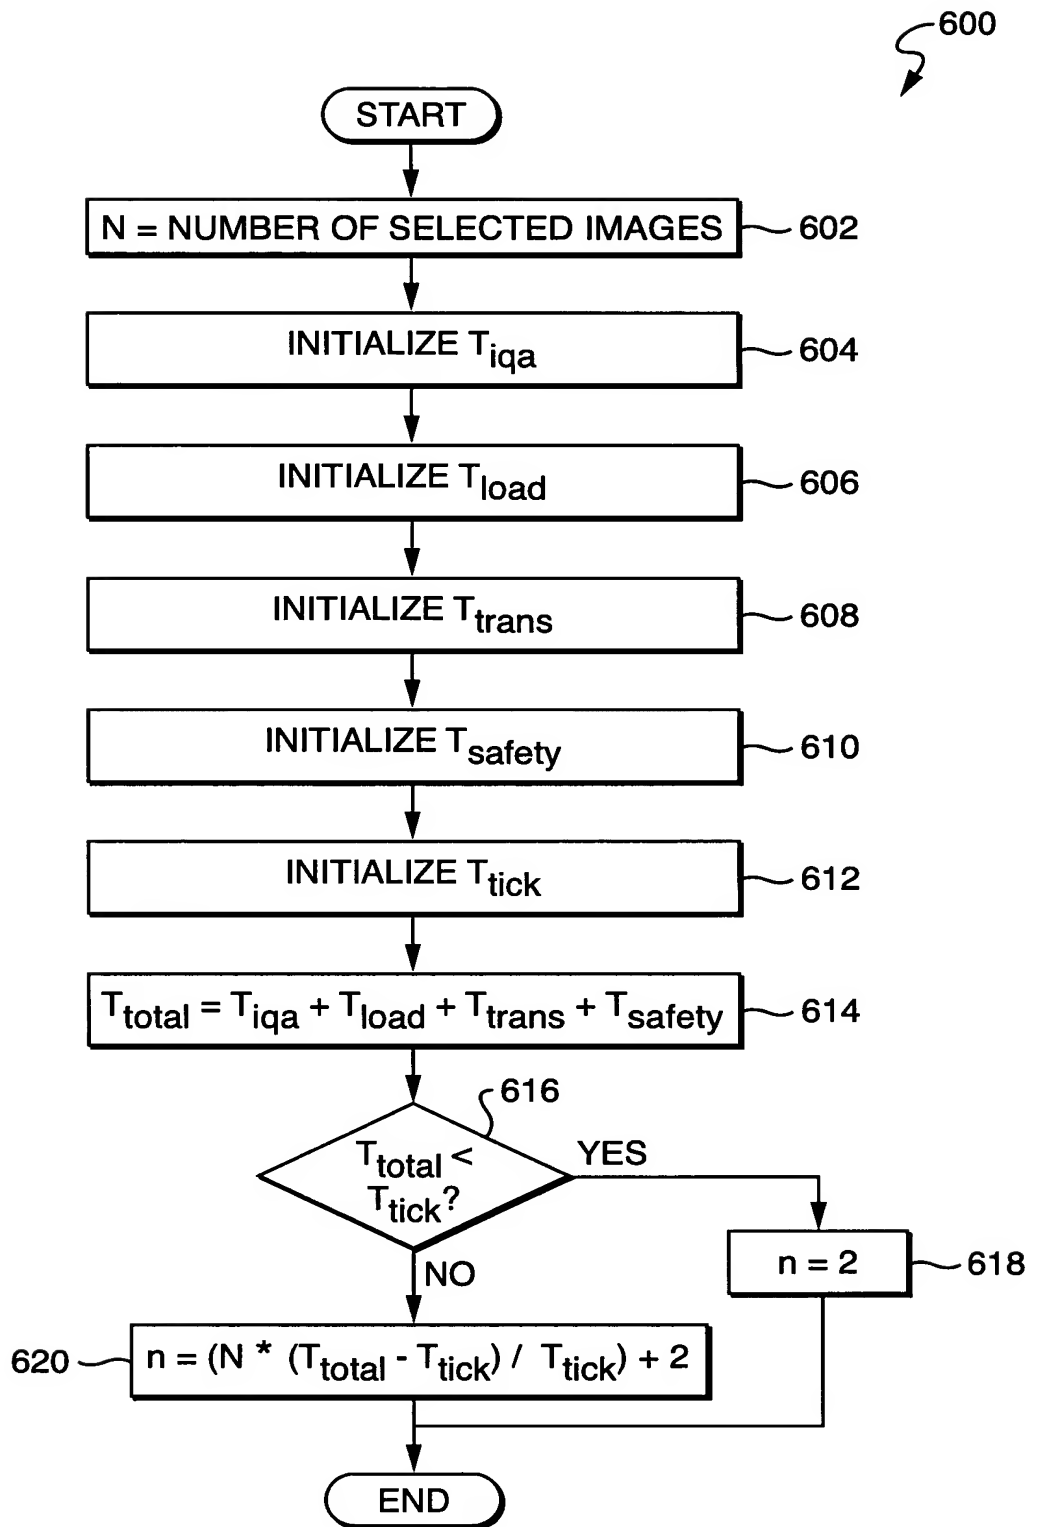 600
START
N = NUMBER OF SELECTED IMAGES
602
INITIALIZE Tiqa
604
INITIALIZE Tload
606
INITIALIZE Ttrans
608
INITIALIZE Tsafety
610
INITIALIZE Ttick
612
Ttotal = Tiqa + Tload + Ttrans + Tsafety
614
616
Ttotal <
Ttick?
YES
n = 2
618
NO
620
n = (N * (Ttotal - Ttick) / Ttick) + 2
END